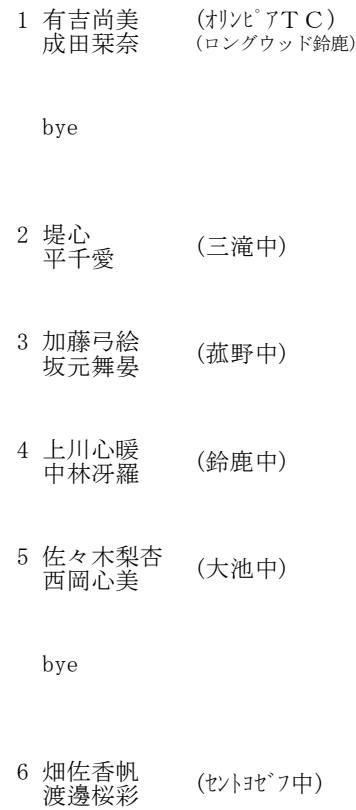 1 有吉尚美 (ｵﾘﾝﾋﾟｱＴＣ)
成田栞奈 (ロングウッド鈴鹿)
bye
2 堤心
平千愛 (三滝中)
3 加藤弓絵
坂元舞晏 (菰野中)
4 上川心暖
中林冴羅 (鈴鹿中)
5 佐々木梨杏
西岡心美 (大池中)
bye
6 畑佐香帆
渡邊桜彩 (ｾﾝﾄﾖｾﾞﾌ中)